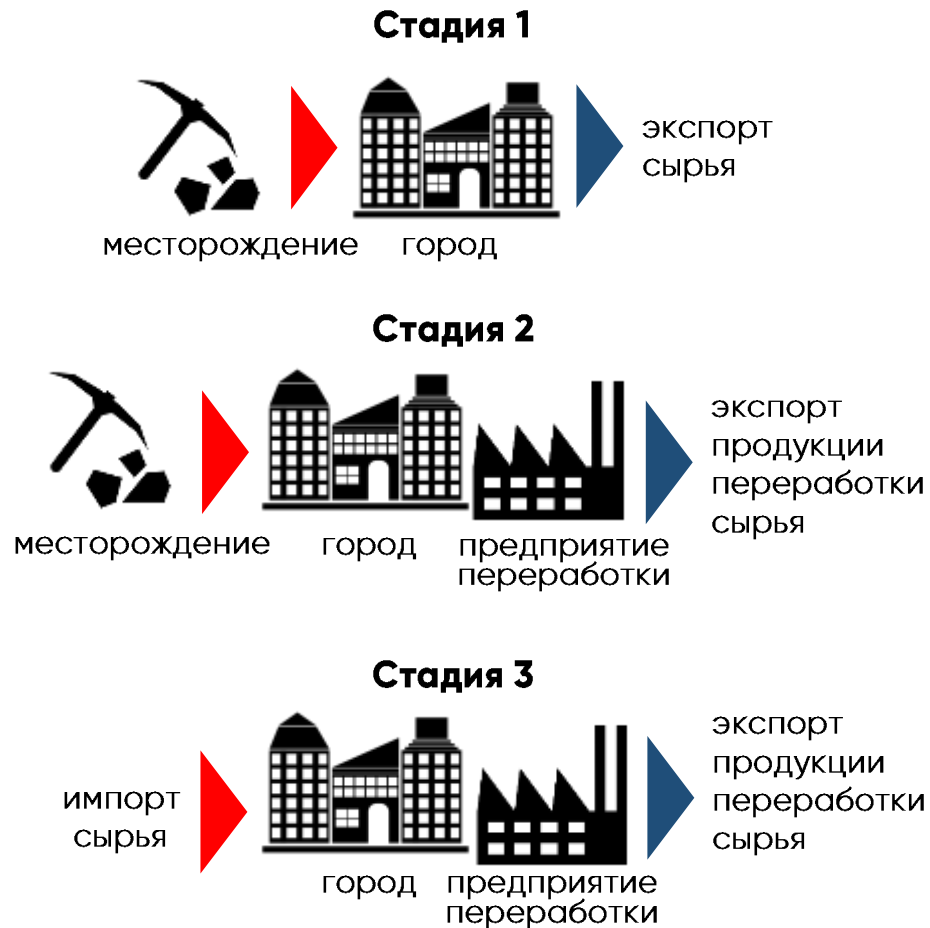 Стадия 1
экспорт
сырья
месторождение
город
Стадия 2
экспорт
продукции
переработки
сырья
месторождение
город
предприятие
переработки
Стадия 3
импорт
сырья
экспорт
продукции
переработки
сырья
город
предприятие
переработки